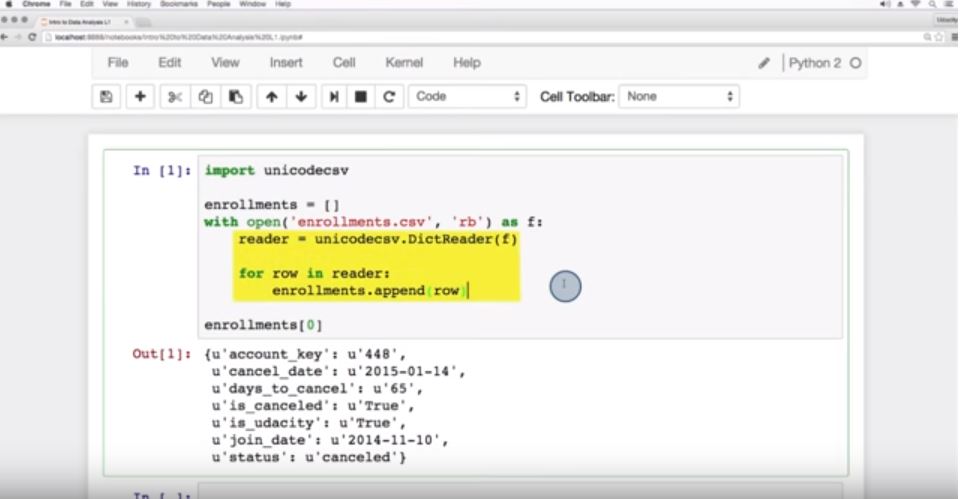 Chrome File Edit View History Bookmarks People Window Help
Intro to Data Analysis L1
localhost:8888/notebooks/Intro%20to%20Data%20Analysis%20L1.ipynb#
Udacity
File Edit View Insert Cell Kernel Help
Python 2
Code
Cell Toolbar: None
In [1]: import unicodecsv
enrollments = []
with open('enrollments.csv', 'rb') as f:
reader = unicodecsv.DictReader(f)
for row in reader:
enrollments.append(row)
enrollments[0]
Out[1]: {u'account_key': u'448',
u'cancel_date': u'2015-01-14',
u'days_to_cancel': u'65',
u'is_canceled': u'True',
u'is_udacity': u'True',
u'join_date': u'2014-11-10',
u'status': u'canceled'}
In [ ]: